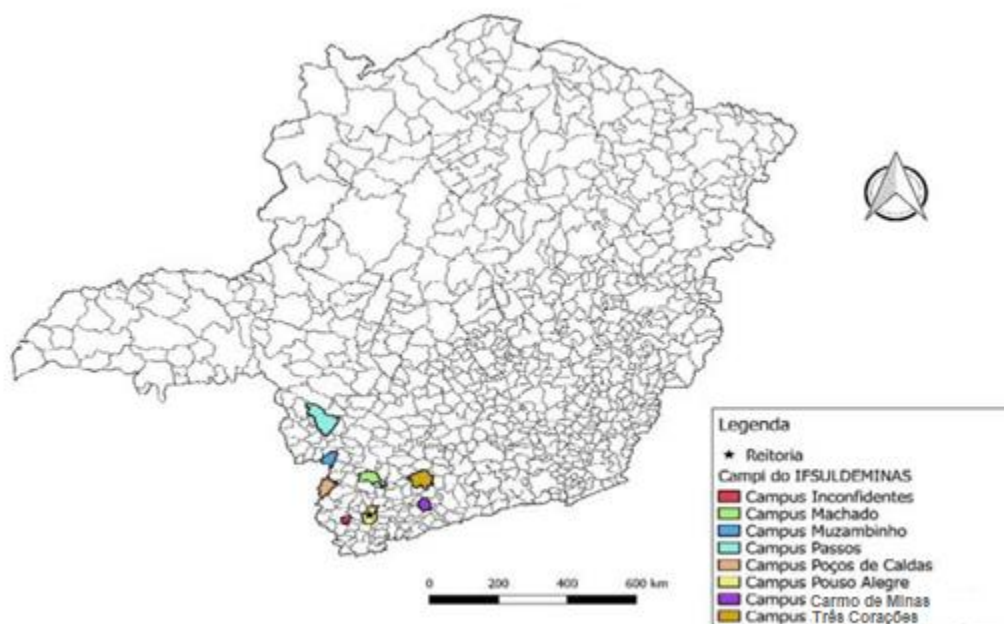 Legenda
Reitoria
Campi do IFSULDEMINAS
Campus Inconfidentes
Campus Machado
Campus Muzambinho
Campus Passos
Campus Poços de Caldas
Campus Pouso Alegre
Campus Carmo de Minas
Campus Três Corações
0 200 400 600 km